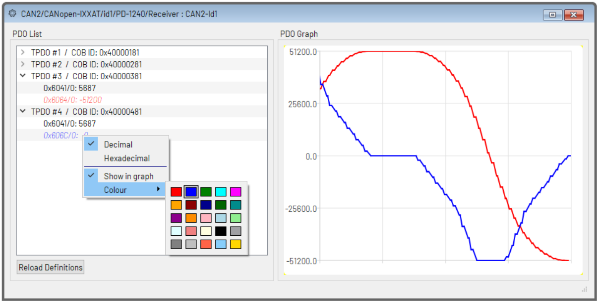 CAN2/CANopen-IXXAT/id1/PD-1240/Receiver : CAN2-Id1
PDO List
TPDO #1 / COB ID: 0x40000181
TPDO #2 / COB ID: 0x40000281
TPDO #3 / COB ID: 0x40000381
0x6041/0: 5687
0x6064/0: -51200
TPDO #4 / COB ID: 0x40000481
0x6041/0: 5687
0x606C/0: -0
Decimal
Hexadecimal
Show in graph
Colour
Reload Definitions
PDO Graph
51200.0
25600.0
0.0
-25600.0
-51200.0